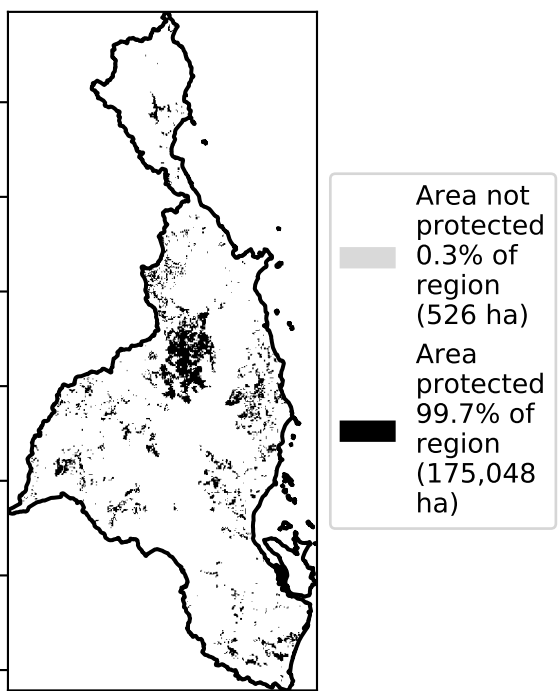 Area not
protected
0.3% of
region
(526 ha)
Area
protected
99.7% of
region
(175,048
ha)